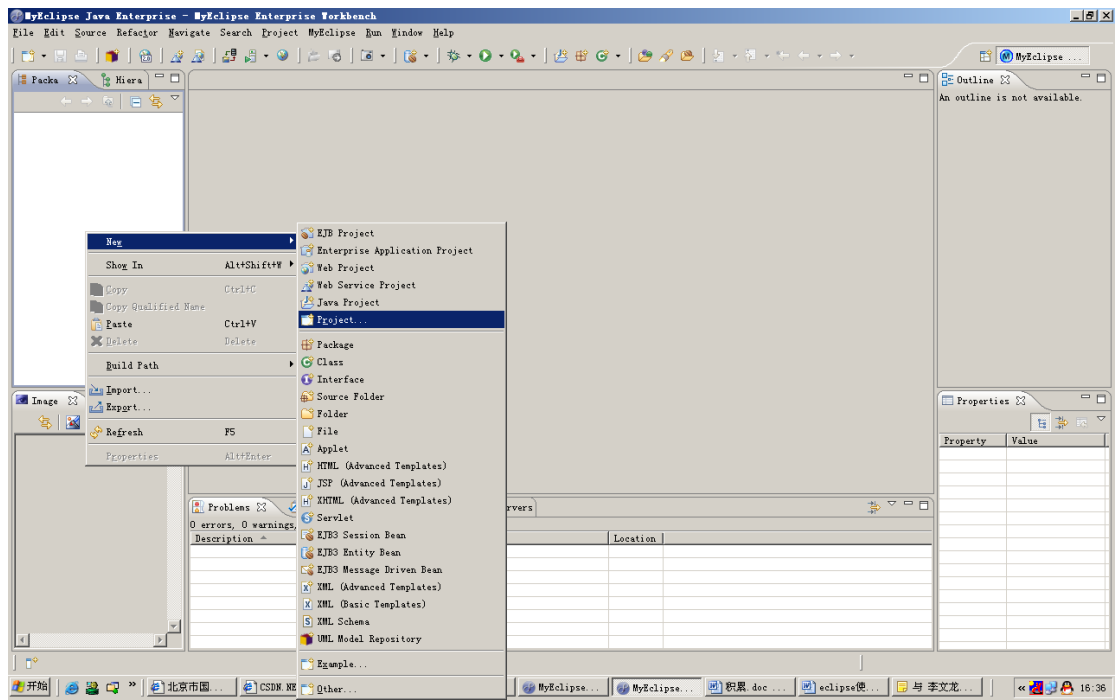 MyEclipse Java Enterprise - MyEclipse Enterprise Workbench
File Edit Source Refactor Navigate Search Project MyEclipse Run Window Help
MyEclipse ...
Packa
Hiera
Outline
An outline is not available.
New
Show In Alt+Shift+W
Copy Ctrl+C
Copy Qualified Name
Paste Ctrl+V
Delete Delete
Build Path
Import...
Export...
Refresh F5
Properties Alt+Enter
EJB Project
Enterprise Application Project
Web Project
Web Service Project
Java Project
Project...
Package
Class
Interface
Source Folder
Folder
File
Applet
HTML (Advanced Templates)
JSP (Advanced Templates)
XHTML (Advanced Templates)
Servlet
EJB3 Session Bean
EJB3 Entity Bean
EJB3 Message Driven Bean
XML (Advanced Templates)
XML (Basic Templates)
XML Schema
UML Model Repository
Example...
Other...
Image
Properties
Property Value
Problems
rvers
0 errors, 0 warnings,
Description
Location
开始
北京市国...
CSDN.NE
MyEclipse...
MyEclipse...
积累.doc ...
eclipse使...
与 李文龙...
16:36